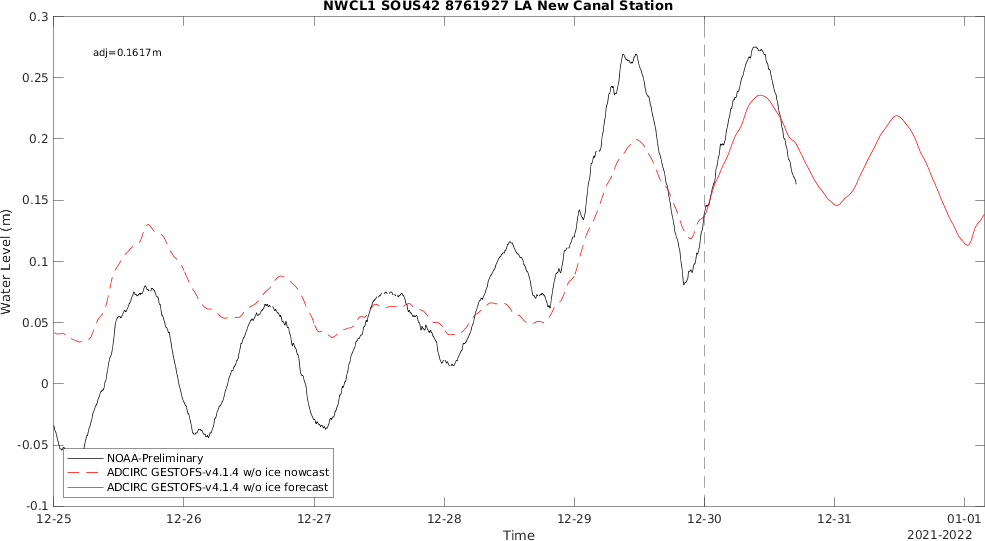 NWCL1 SOUS42 8761927 LA New Canal Station
adj=0.1617m
0.3
0.25
0.2
0.15
0.1
0.05
0
-0.05
-0.1
Water Level (m)
NOAA-Preliminary
ADCIRC GESTOFS-v4.1.4 w/o ice nowcast
ADCIRC GESTOFS-v4.1.4 w/o ice forecast
12-25 12-26 12-27 12-28 12-29 12-30 12-31 01-01
Time
2021-2022